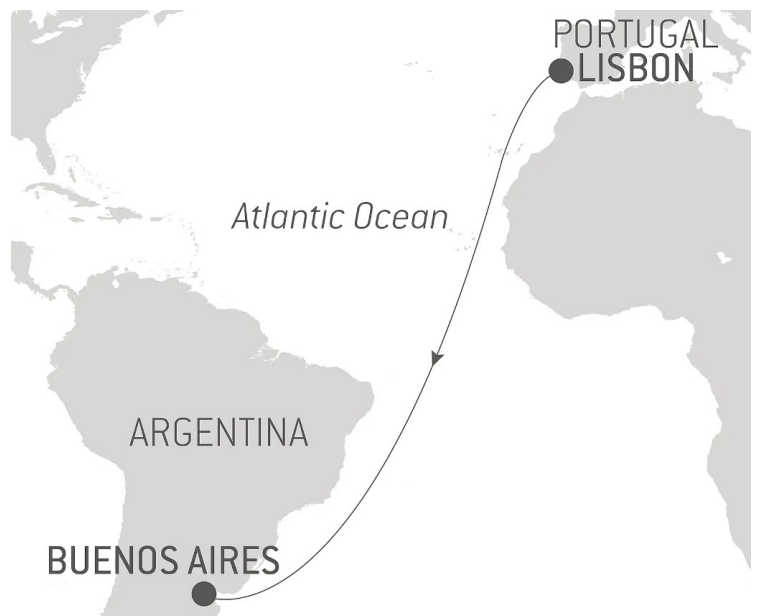 PORTUGAL
LISBON
Atlantic Ocean
ARGENTINA
BUENOS AIRES